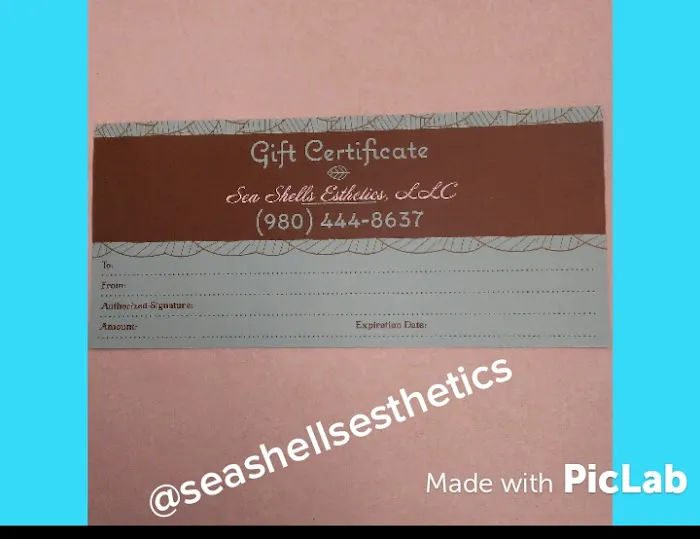 Gift Certificate
Sea Shells Esthetics, LLC
(980) 444-8637
To:
From:
Authorized Signature:
Amount: Expiration Date:
@seashellsesthetics
Made with PicLab